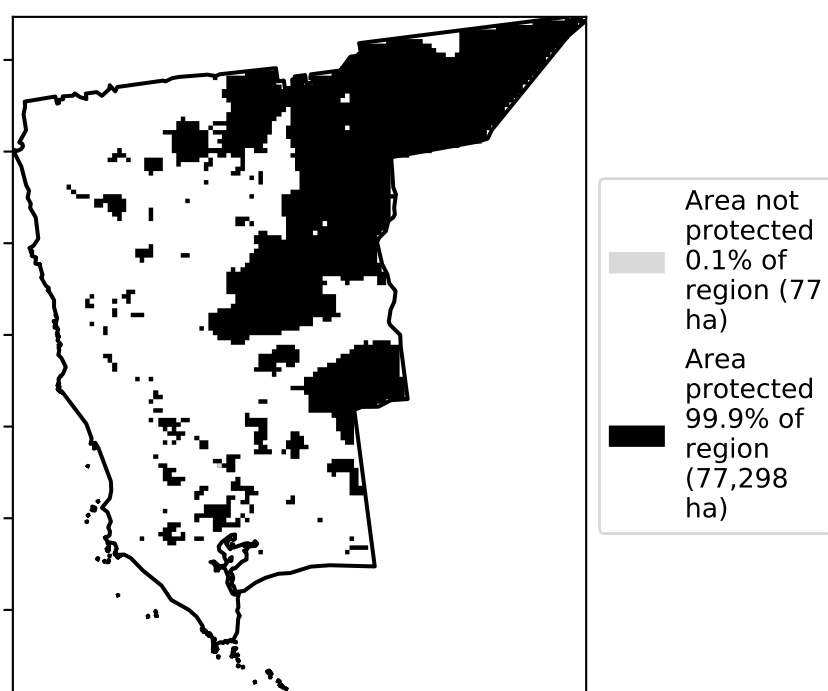 Area not
protected
0.1% of
region (77
ha)
Area
protected
99.9% of
region
(77,298
ha)